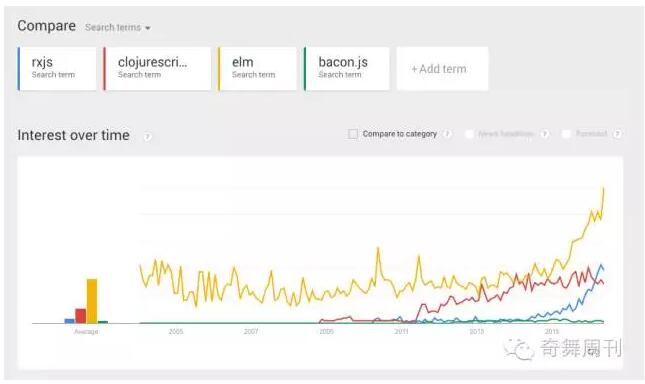 Compare Search terms
rxjs clojurescri... elm bacon.js
Search term Search term Search term Search term
+Add term
Interest over time ?
Compare to category ? News headlines ? Forecast ?
Average 2005 2007 2009 2011 2013 2015
奇舞周刊